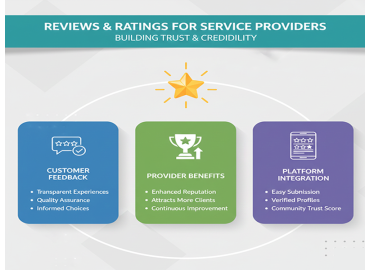 REVIEWS & RATINGS FOR SERVICE PROVIDERS
BUILDING TRUST & CREDIDILITY
CUSTOMER
FEEDBACK
• Transparent Experiences
• Quality Assurance
• Informed Choices
PROVIDER BENEFITS
• Enhanced Reputation
• Attracts More Clients
• Continuous Improvement
PLATFORM
INTEGRATION
• Easy Submission
• Verified Profiles
• Community Trust Score